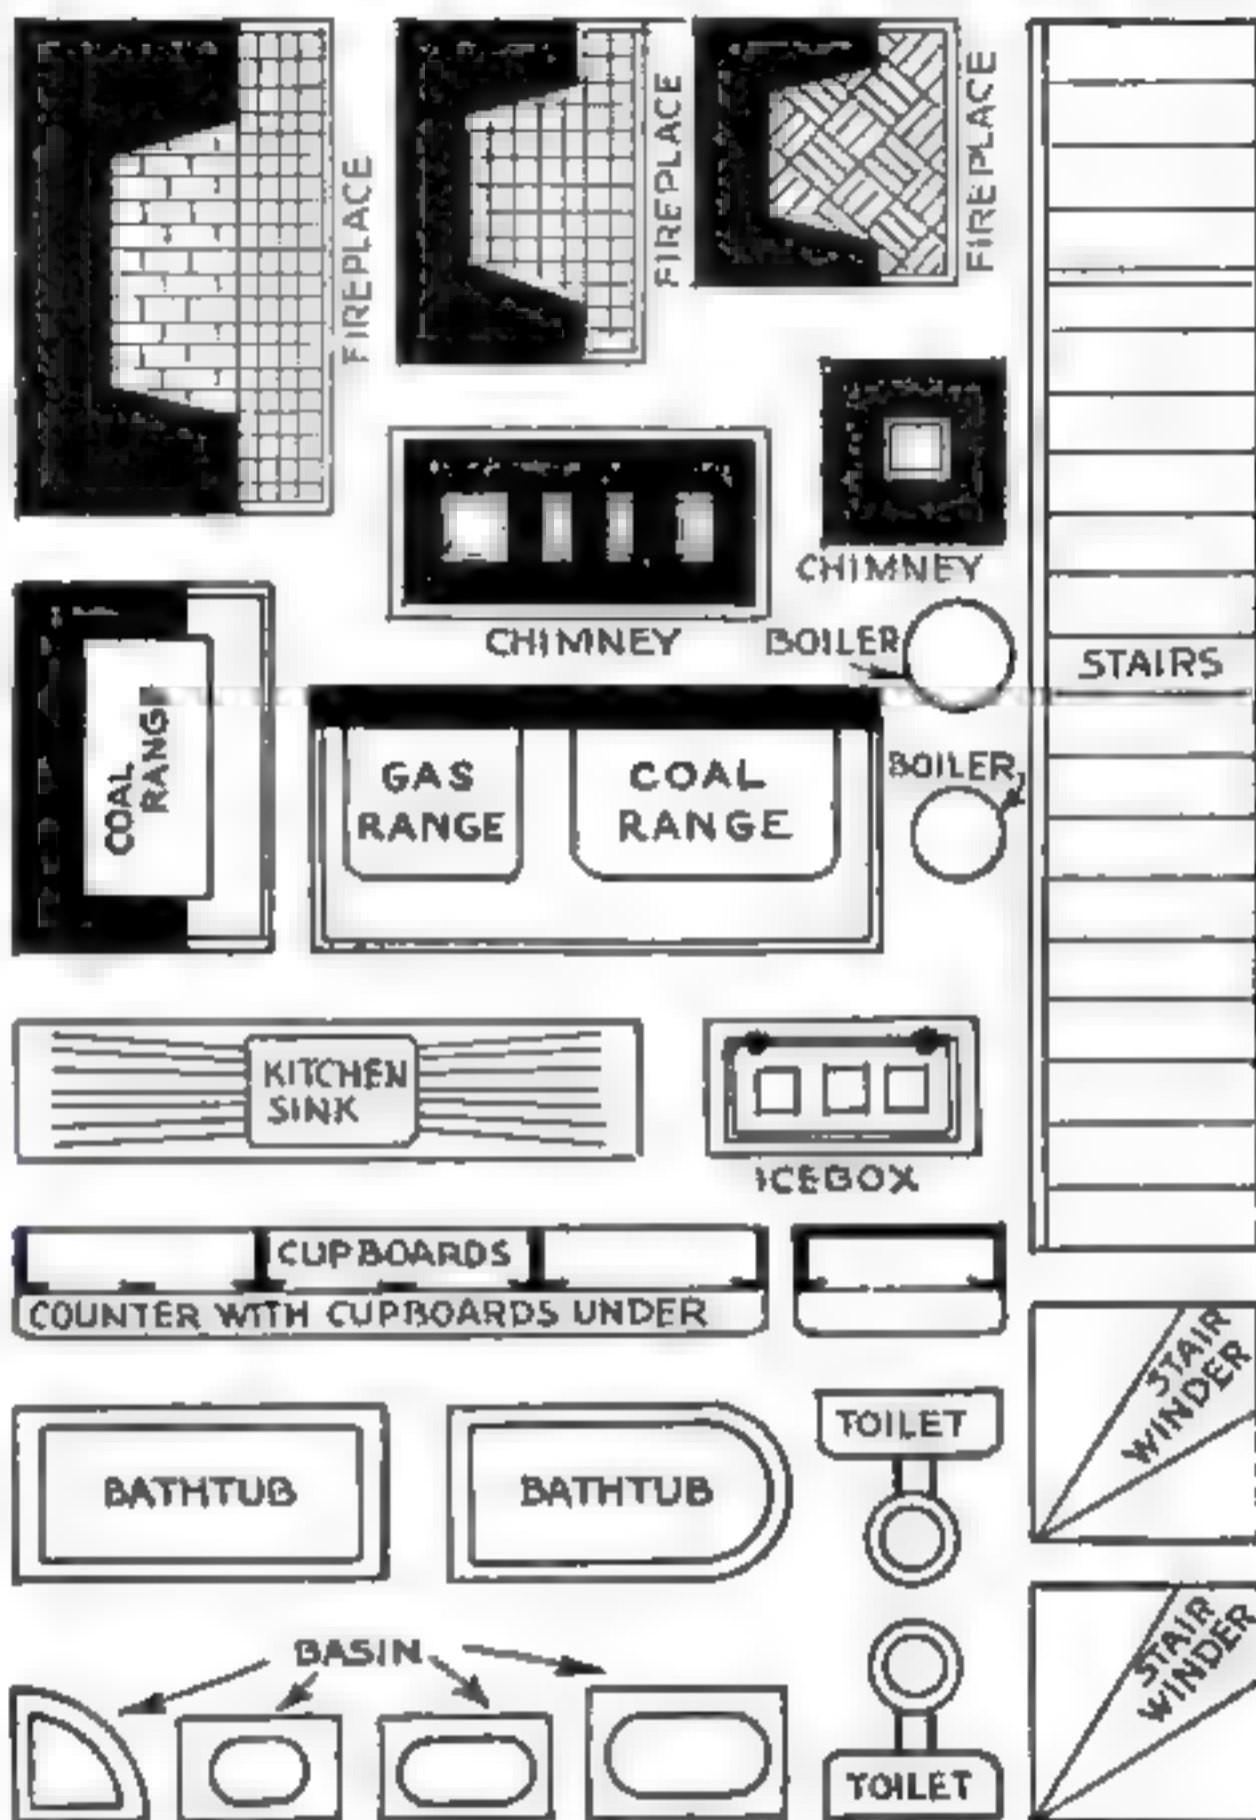 FIREPLACE
FIREPLACE
FIREPLACE
CHIMNEY
CHIMNEY
BOILER
STAIRS
COAL
RANGE
GAS
RANGE
COAL
RANGE
BOILER
KITCHEN
SINK
ICEBOX
CUPBOARDS
COUNTER WITH CUPBOARDS UNDER
STAIR
WINDER
BATHTUB
BATHTUB
TOILET
STAIR
WINDER
BASIN
TOILET